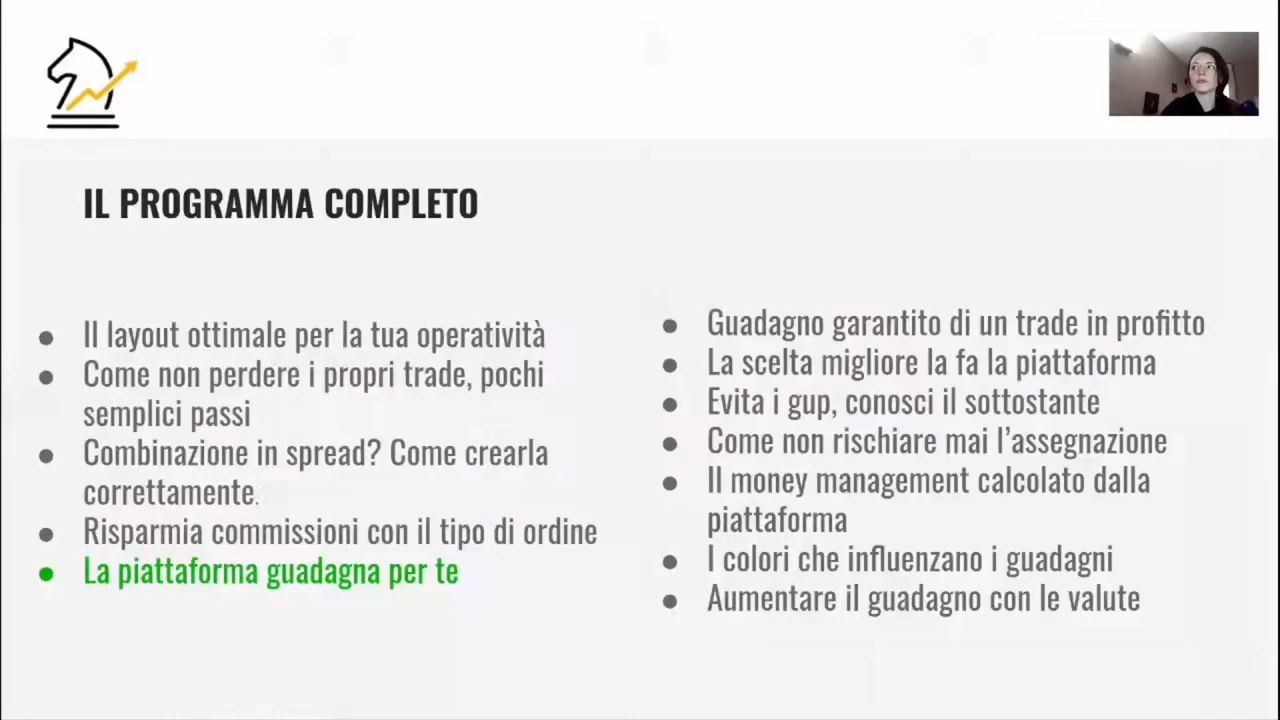 IL PROGRAMMA COMPLETO
Il layout ottimale per la tua operatività
Come non perdere i propri trade, pochi
semplici passi
Combinazione in spread? Come crearla
correttamente.
Risparmia commissioni con il tipo di ordine
La piattaforma guadagna per te
Guadagno garantito di un trade in profitto
La scelta migliore la fa la piattaforma
Evita i gup, conosci il sottostante
Come non rischiare mai l’assegnazione
Il money management calcolato dalla
piattaforma
I colori che influenzano i guadagni
Aumentare il guadagno con le valute